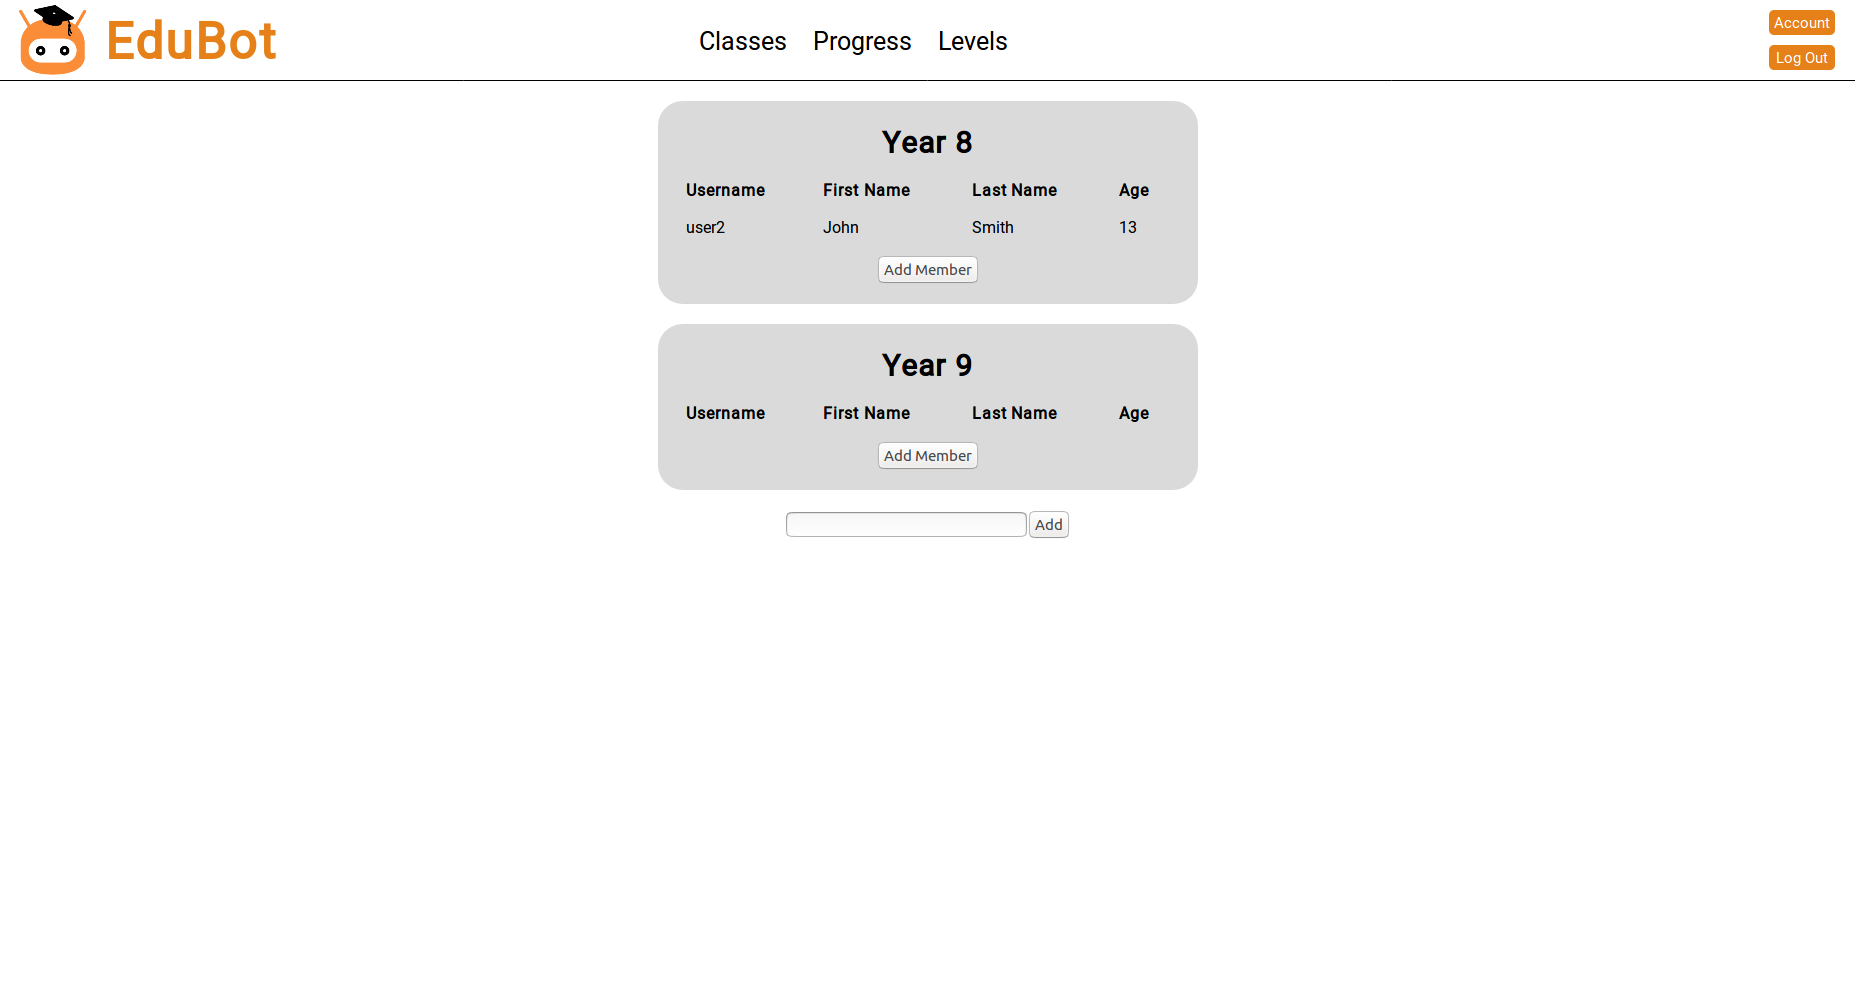 EduBot
Classes Progress Levels
Account
Log Out
Year 8
Username First Name Last Name Age
user2 John Smith 13
Add Member
Year 9
Username First Name Last Name Age
Add Member
Add